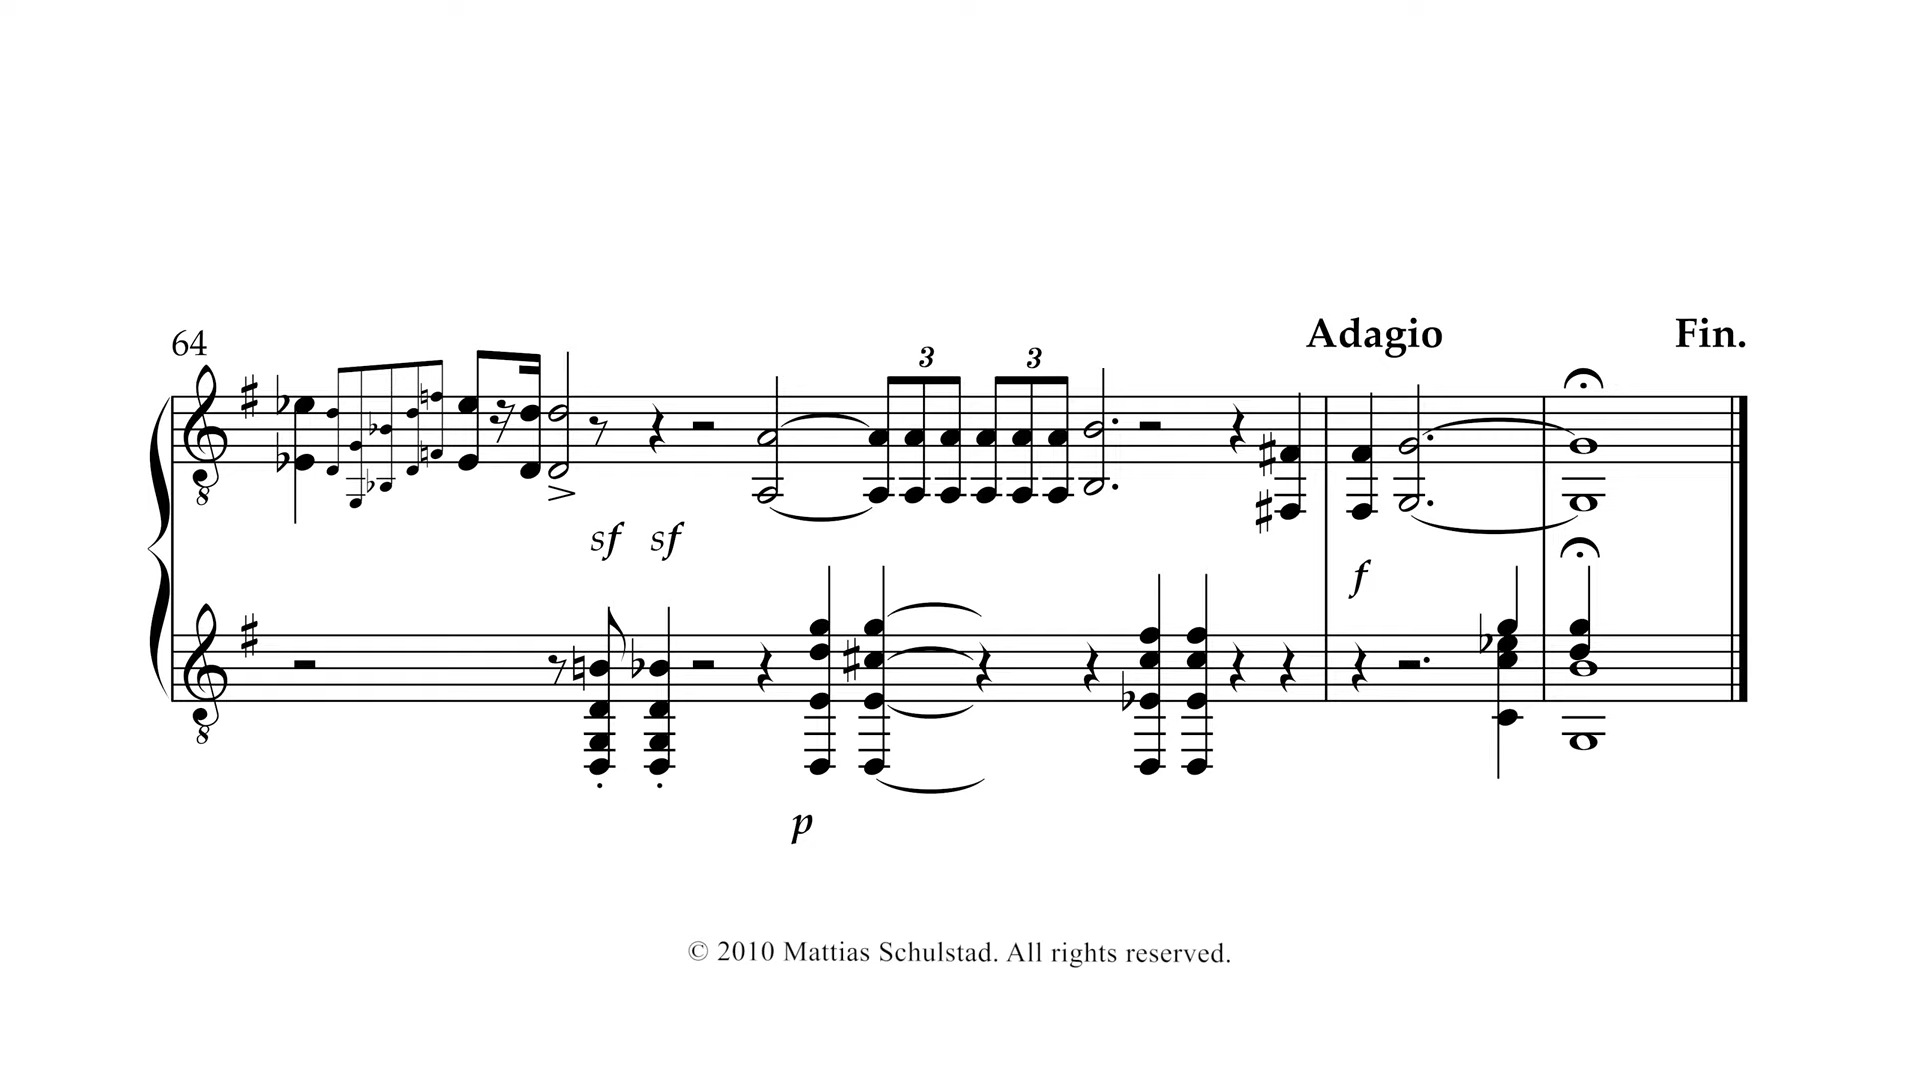 64
Adagio Fin.
3 3
8
sf sf
f
8
p
© 2010 Mattias Schulstad. All rights reserved.